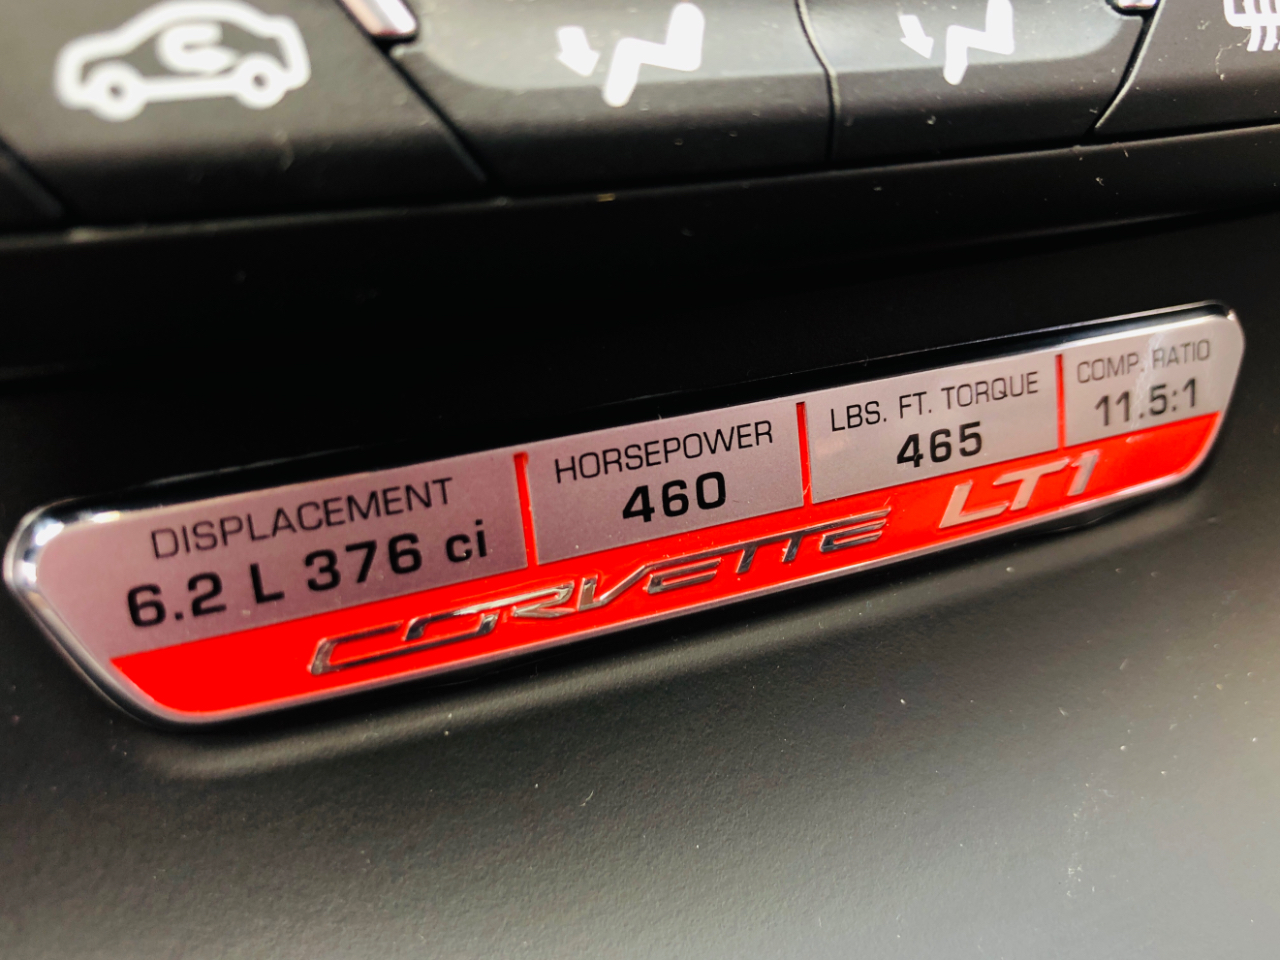 DISPLACEMENT
6.2 L 376 ci
HORSEPOWER
460
LBS. FT. TORQUE
465
COMP. RATIO
11.5:1
CORVETTE LT1